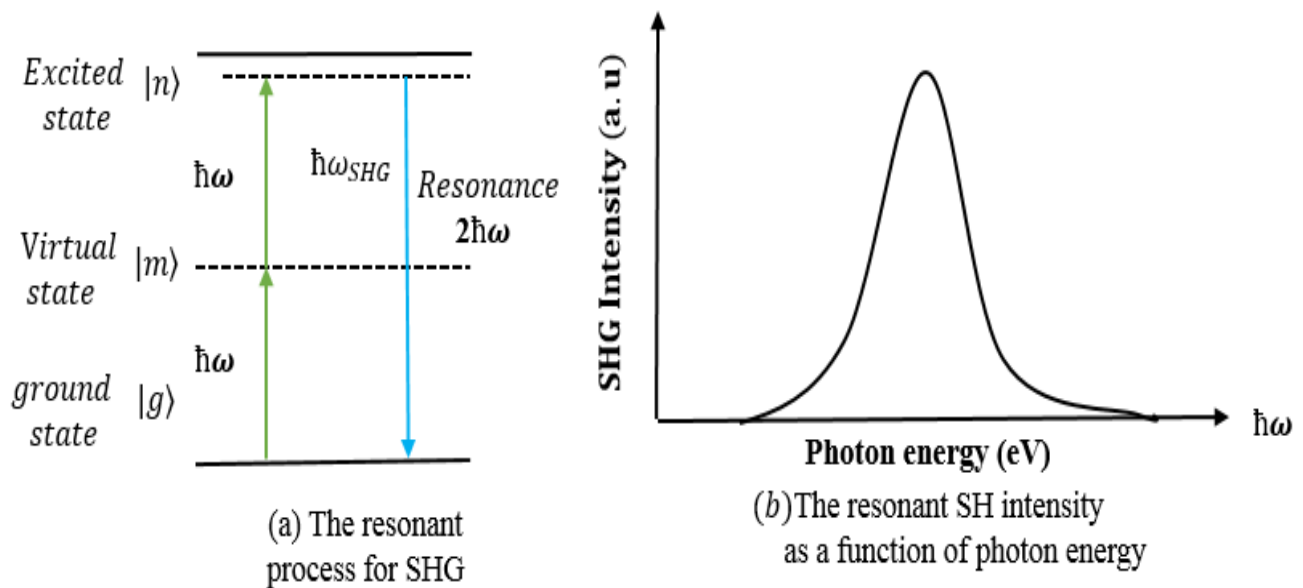 Excited |n⟩
state
ħω
ħω_SHG
Resonance
2ħω
Virtual |m⟩
state
ħω
ground |g⟩
state
(a) The resonant
process for SHG
SHG Intensity (a. u)
ħω
Photon energy (eV)
(b)The resonant SH intensity
as a function of photon energy